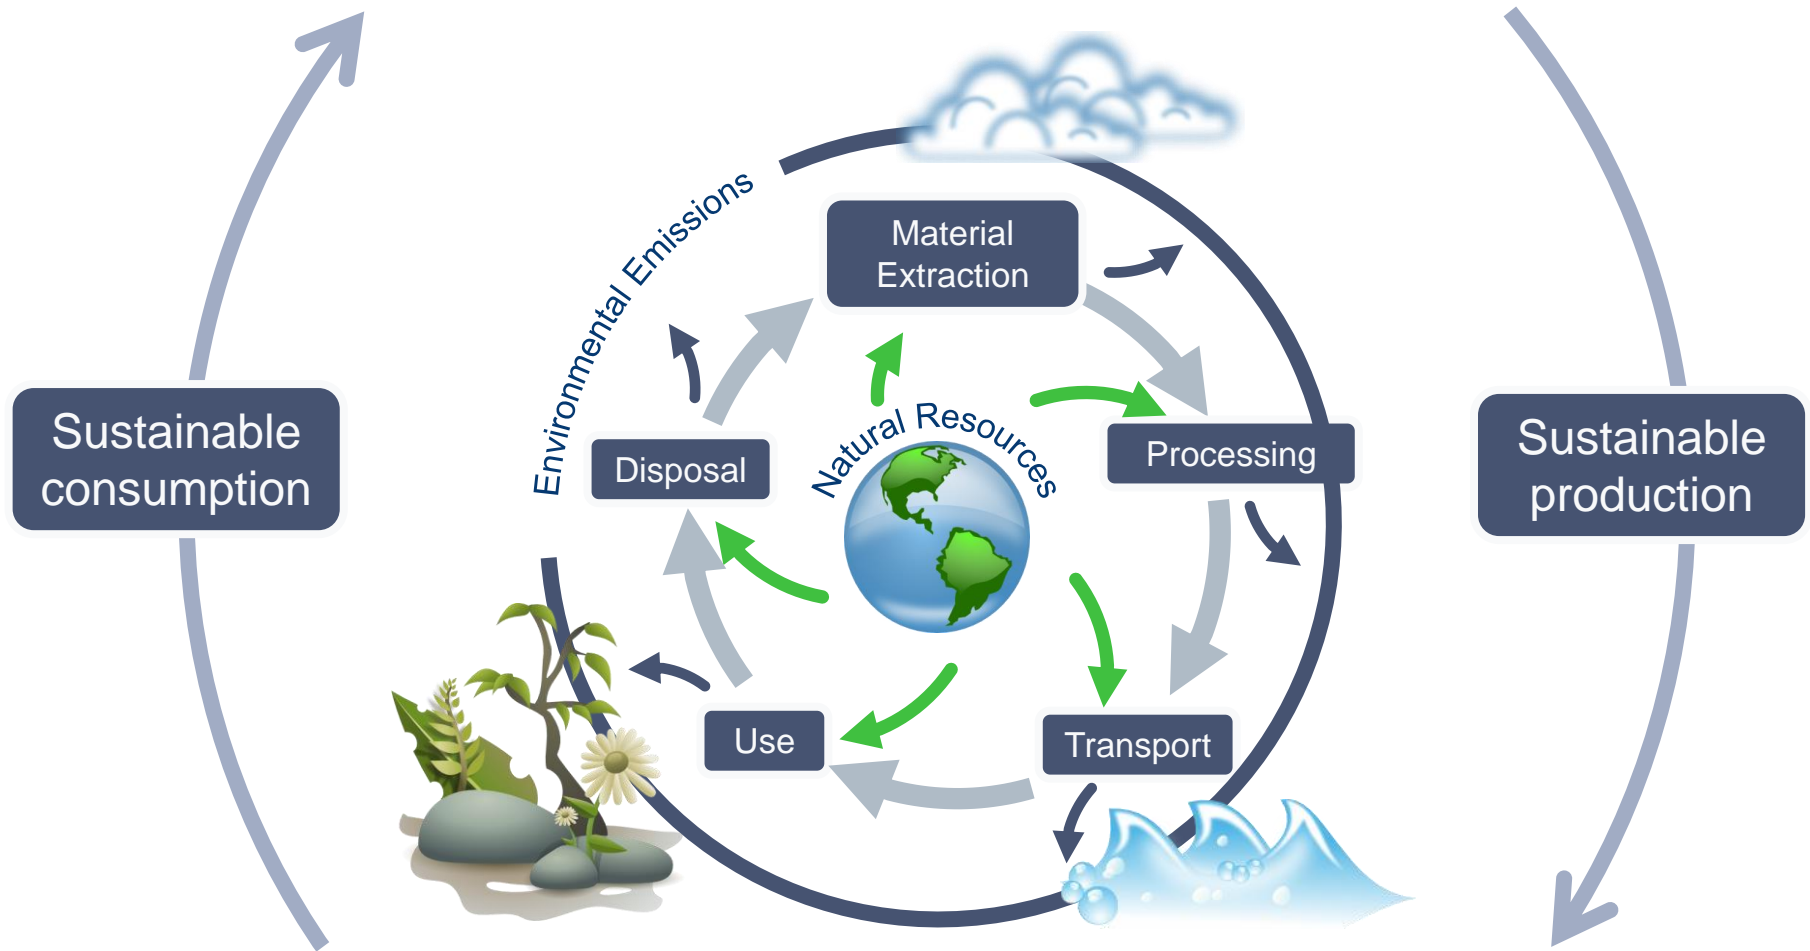 Environmental Emissions
Material
Extraction
Natural Resources
Processing
Disposal
Sustainable
consumption
Sustainable
production
Use
Transport